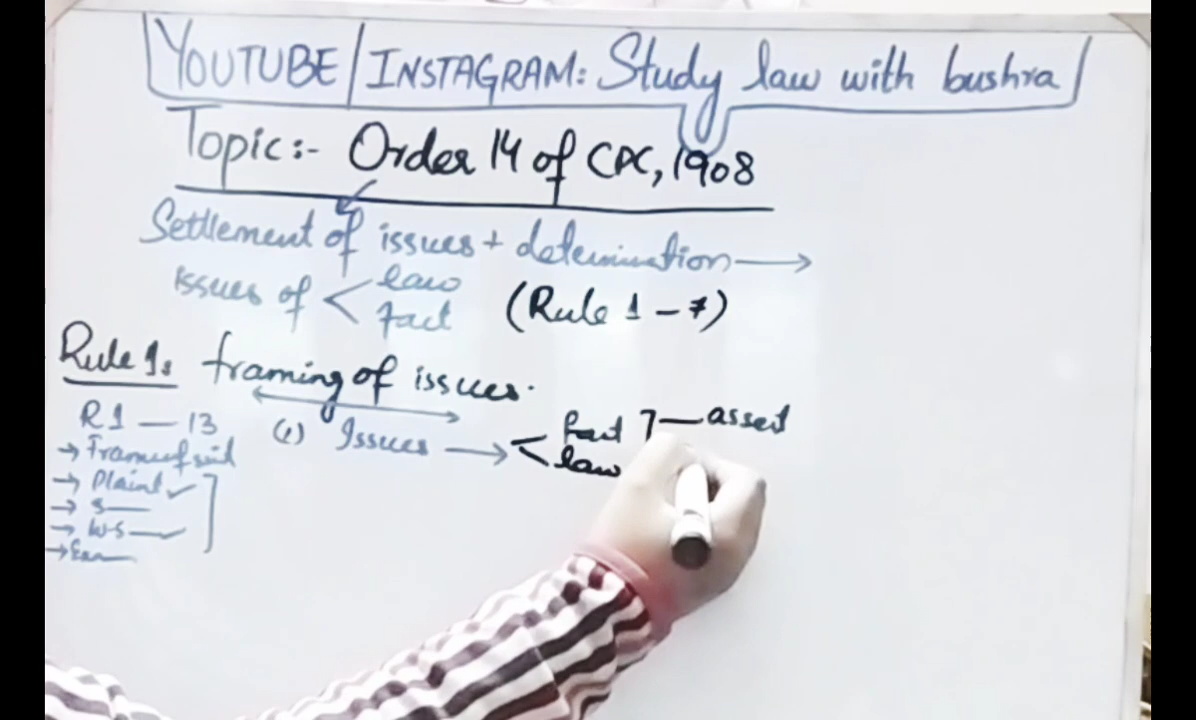 YOUTUBE/INSTAGRAM: Study law with bushra
Topic:- Order 14 of CPC, 1908
Settlement of issues + determination →
issues of < law
fact (Rule 1 - 7)
Rule 1: framing of issues.
R1 — 13
(1) Issues → < fact ] — assert
law
→ Frame of suit
→ Plaint ✓
→ S—
→ W.S — ✓
→ Exa—